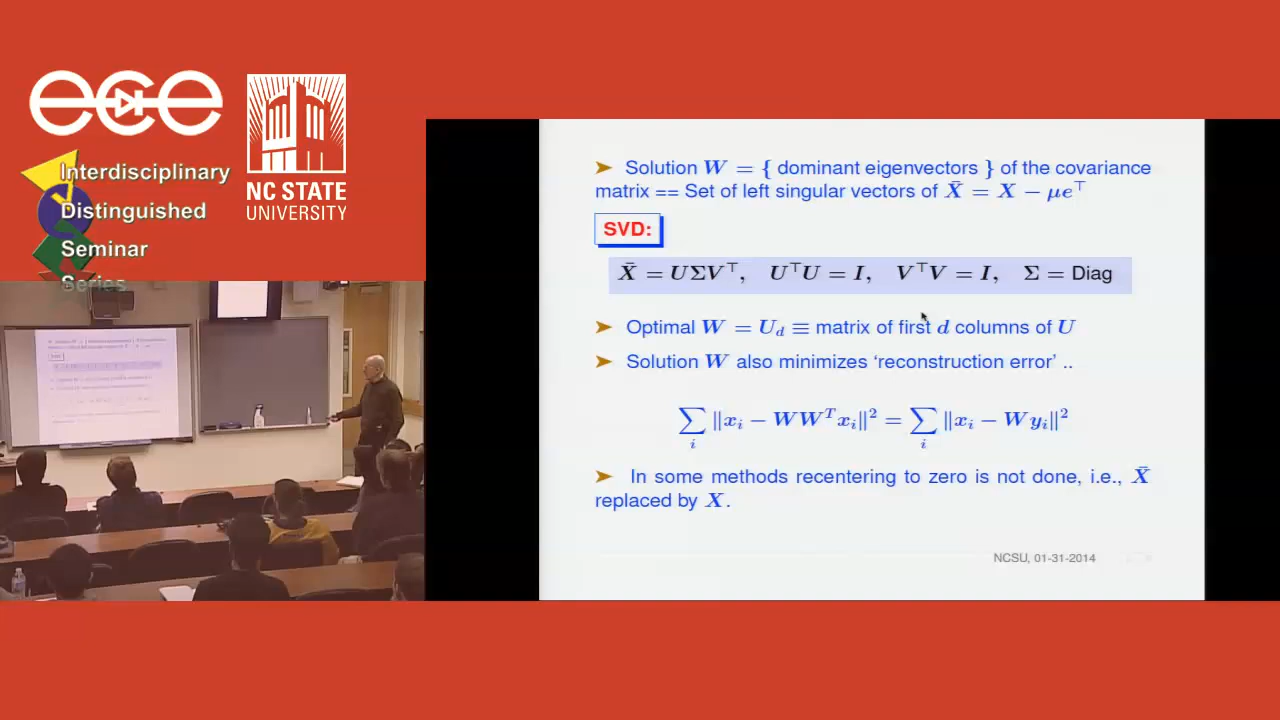 ece
NC STATE
UNIVERSITY
Interdisciplinary
Distinguished
Seminar
Series
➤ Solution W = { dominant eigenvectors } of the covariance
matrix == Set of left singular vectors of X̄ = X − μe⊤
SVD:
X̄ = UΣV⊤, U⊤U = I, V⊤V = I, Σ = Diag
➤ Optimal W = U_d ≡ matrix of first d columns of U
➤ Solution W also minimizes ‘reconstruction error’ ..
∑_i ‖x_i − WW^T x_i‖² = ∑_i ‖x_i − Wy_i‖²
➤ In some methods recentering to zero is not done, i.e., X̄
replaced by X.
NCSU, 01-31-2014